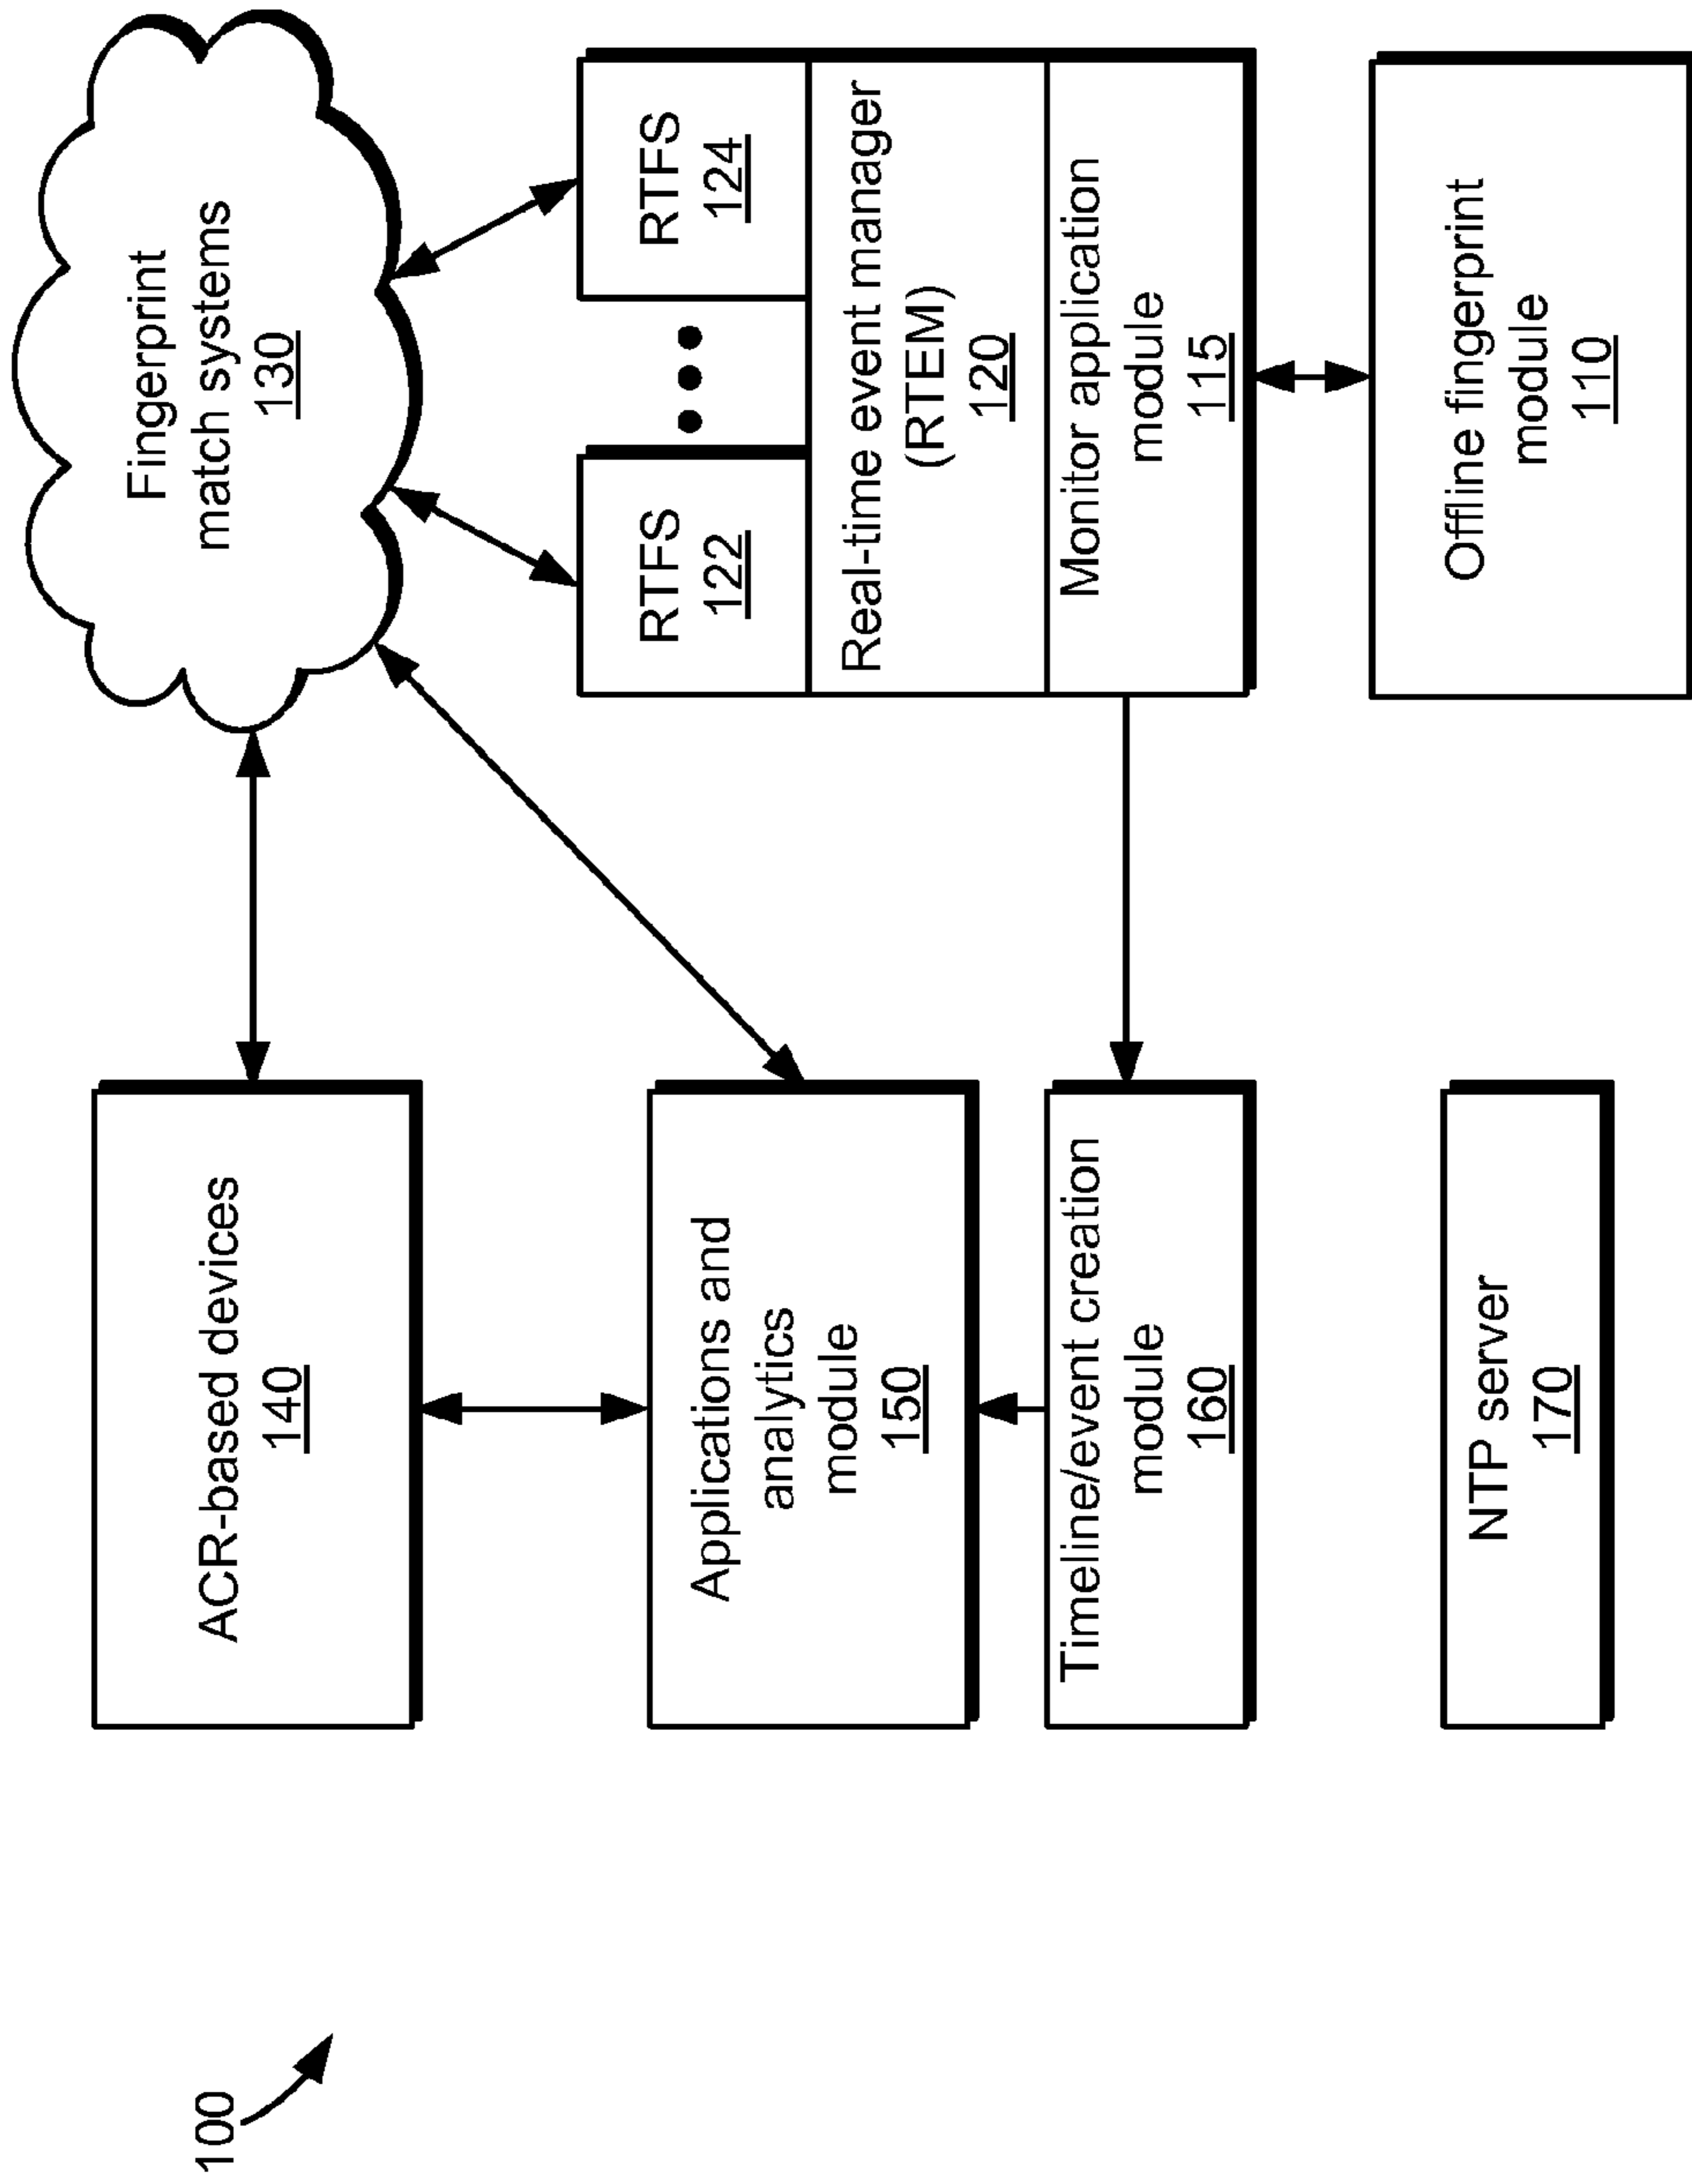 100
ACR-based devices
140
Fingerprint
match systems
130
Applications and
analytics
module
150
RTFS
122
RTFS
124
Real-time event manager
(RTEM)
120
Timeline/event creation
module
160
Monitor application
module
115
NTP server
170
Offline fingerprint
module
110